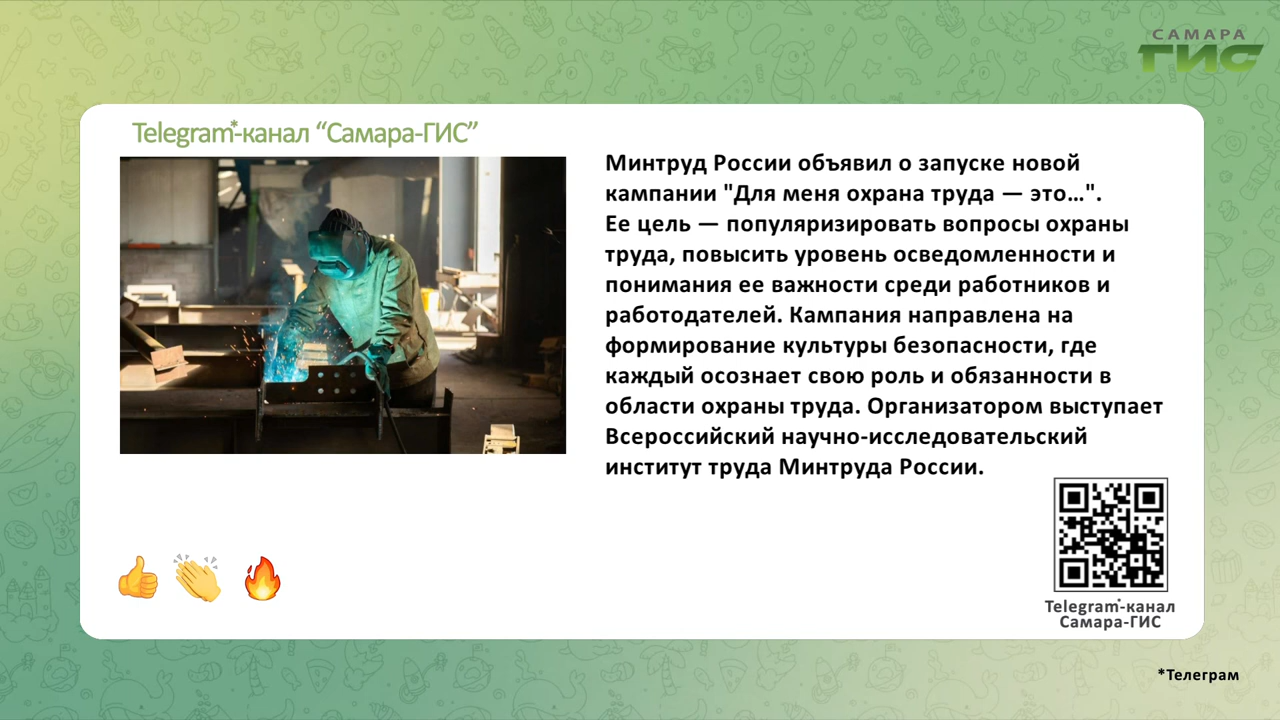 САМАРА
ГИС
Telegram*-канал “Самара-ГИС”
Минтруд России объявил о запуске новой
кампании "Для меня охрана труда — это…".
Ее цель — популяризировать вопросы охраны
труда, повысить уровень осведомленности и
понимания ее важности среди работников и
работодателей. Кампания направлена на
формирование культуры безопасности, где
каждый осознает свою роль и обязанности в
области охраны труда. Организатором выступает
Всероссийский научно-исследовательский
институт труда Минтруда России.
Telegram*-канал
Самара-ГИС
*Телеграм